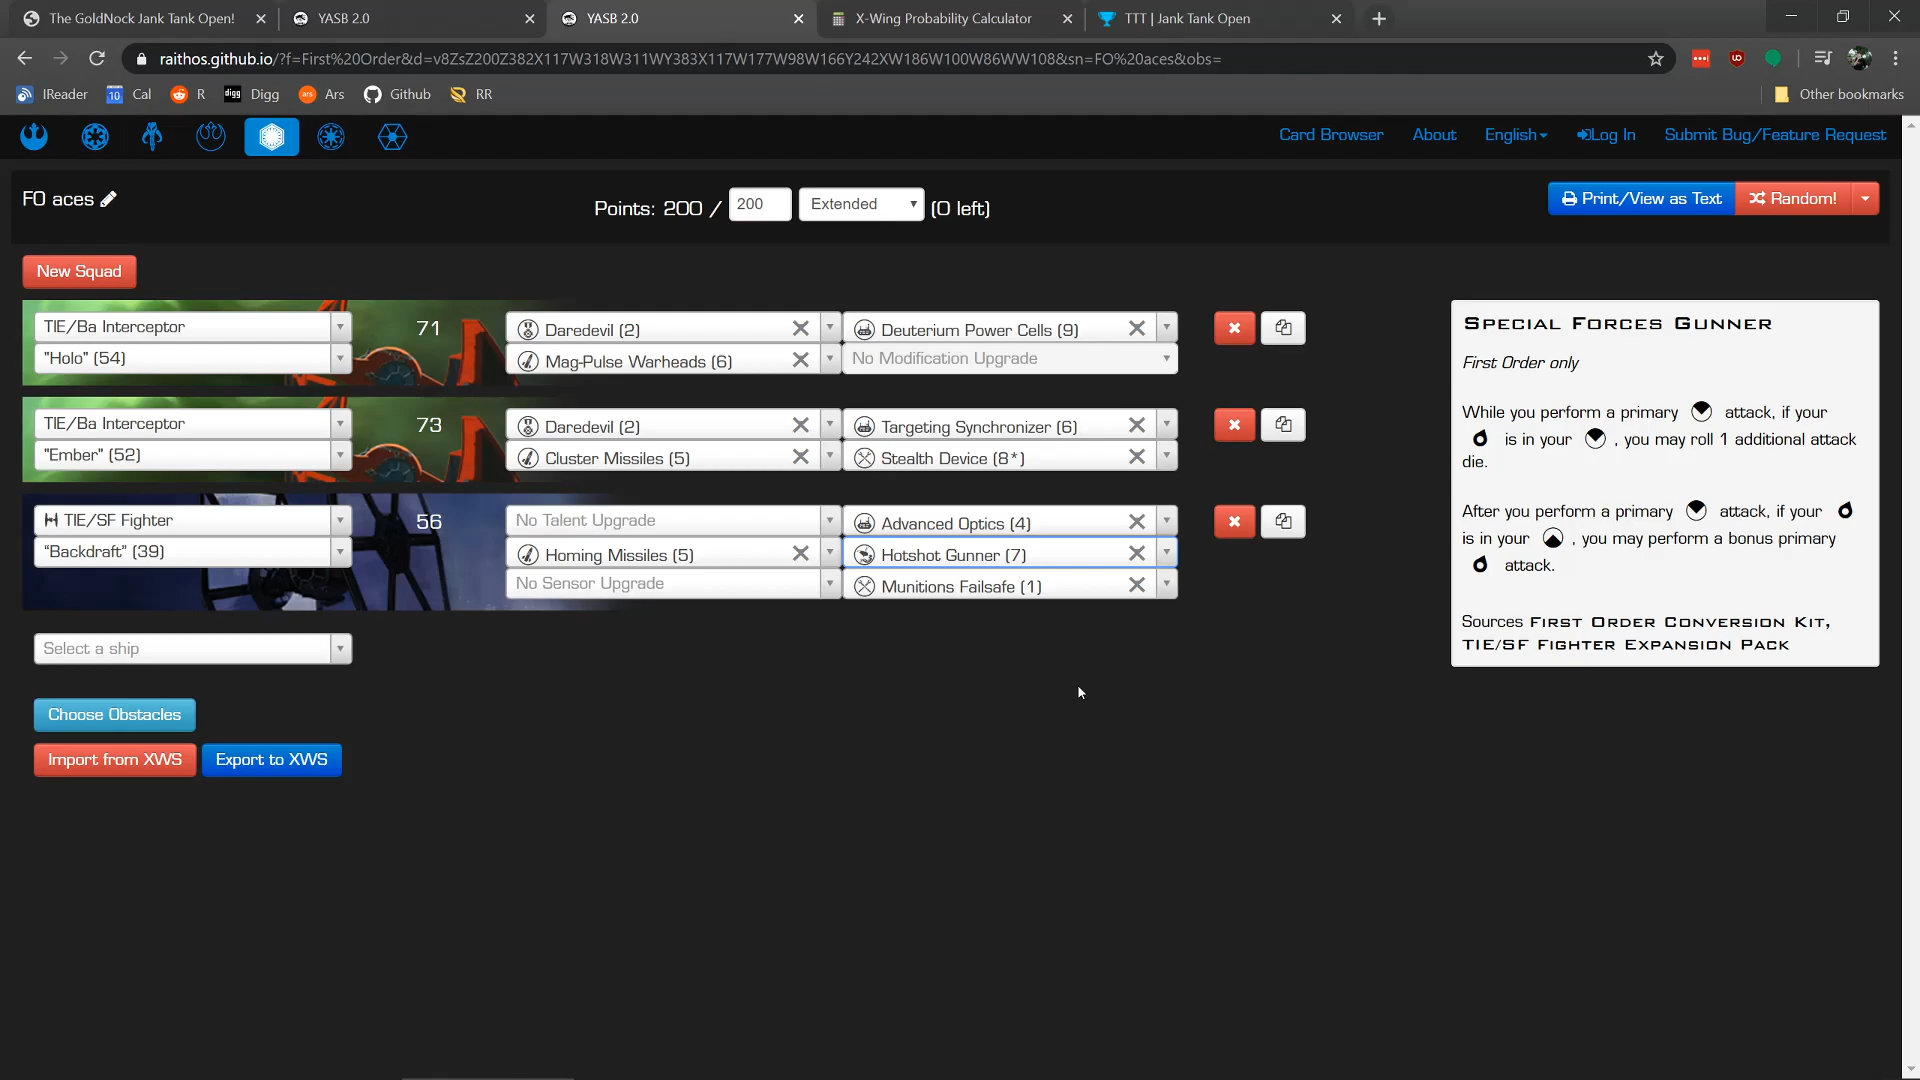 The GoldNock Jank Tank Open!
YASB 2.0
YASB 2.0
X-Wing Probability Calculator
TTT | Jank Tank Open
raithos.github.io/?f=First%20Order&d=v8ZsZ200Z382X117W318W311WY383X117W177W98W166Y242XW186W100W86WW108&sn=FO%20aces&obs=
IReader
10 Cal
R
digg Digg
ars Ars
Github
RR
Other bookmarks
Card Browser
About
English
Log In
Submit Bug/Feature Request
FO aces
Points: 200 / 200 Extended (0 left)
Print/View as Text
Random!
New Squad
TIE/Ba Interceptor
"Holo" (54)
71
Daredevil (2)
Deuterium Power Cells (9)
Mag-Pulse Warheads (6)
No Modification Upgrade
TIE/Ba Interceptor
"Ember" (52)
73
Daredevil (2)
Targeting Synchronizer (6)
Cluster Missiles (5)
Stealth Device (8*)
TIE/SF Fighter
“Backdraft” (39)
56
No Talent Upgrade
Advanced Optics (4)
Homing Missiles (5)
Hotshot Gunner (7)
No Sensor Upgrade
Munitions Failsafe (1)
Select a ship
Choose Obstacles
Import from XWS
Export to XWS
Special Forces Gunner
First Order only
While you perform a primary attack, if your
is in your , you may roll 1 additional attack
die.
After you perform a primary attack, if your
is in your , you may perform a bonus primary
attack.
Sources First Order Conversion Kit,
TIE/SF Fighter Expansion Pack